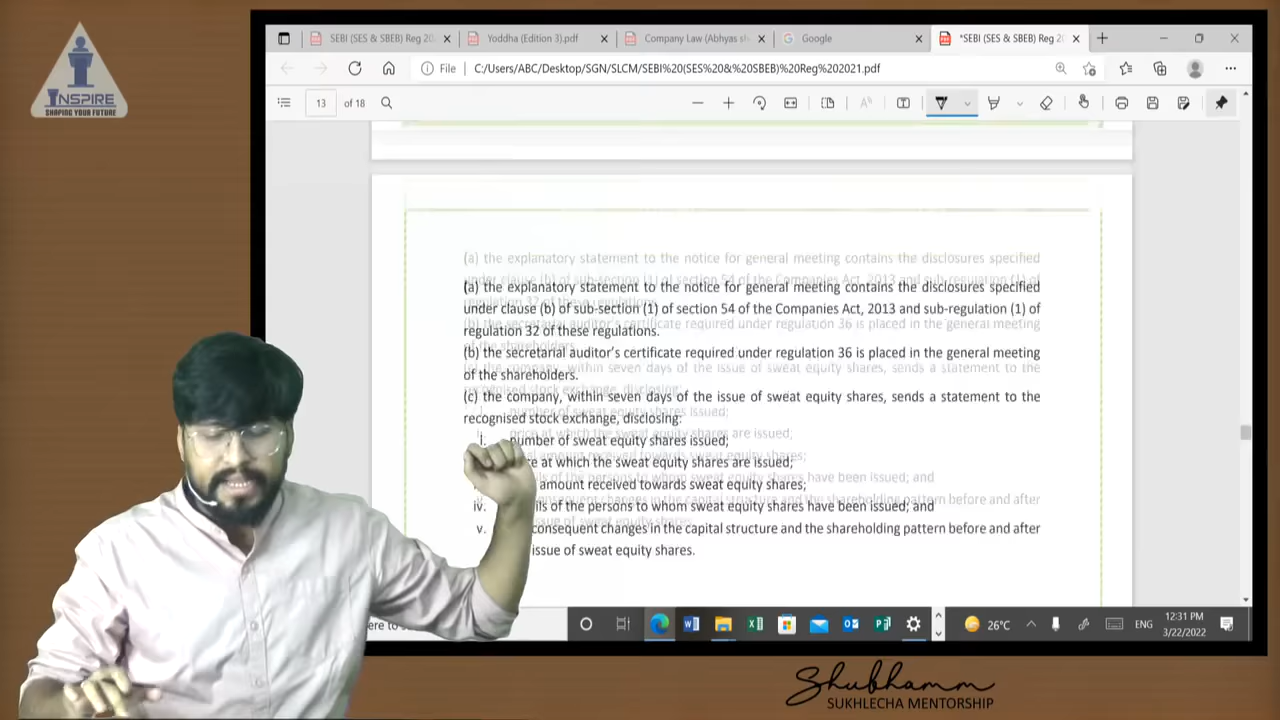 INSPIRE
SHAPING YOUR FUTURE
SEBI (SES & SBEB) Reg 20
Yoddha (Edition 3).pdf
Company Law (Abhyas sh
Google
*SEBI (SES & SBEB) Reg 2
File
C:/Users/ABC/Desktop/SGN/SLCM/SEBI%20(SES%20&%20SBEB)%20Reg%202021.pdf
13 of 18
(a) the explanatory statement to the notice for general meeting contains the disclosures specified
(a) the explanatory statement to the notice for general meeting contains the disclosures specified
under clause (b) of sub-section (1) of section 54 of the Companies Act, 2013 and sub-regulation (1) of
regulation 32 of these regulations.
(b) the secretarial auditor's certificate required under regulation 36 is placed in the general meeting
of the shareholders.
(c) the company, within seven days of the issue of sweat equity shares, sends a statement to the
recognised stock exchange, disclosing:
i. number of sweat equity shares issued;
at which the sweat equity shares are issued;
amount received towards sweat equity shares;
iv. of the persons to whom sweat equity shares have been issued; and
v. consequent changes in the capital structure and the shareholding pattern before and after
issue of sweat equity shares.
26°C
ENG
12:31 PM
3/22/2022
Shubhamm
SUKHLECHA MENTORSHIP